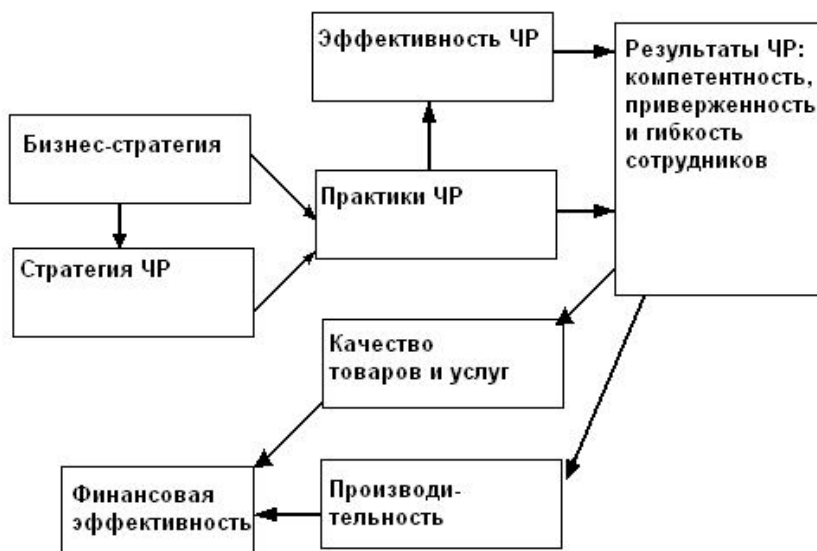 Эффективность ЧР
Результаты ЧР:
компетентность,
приверженность
и гибкость
сотрудников
Бизнес-стратегия
Практики ЧР
Стратегия ЧР
Качество
товаров и услуг
Финансовая
эффективность
Производи-
тельность